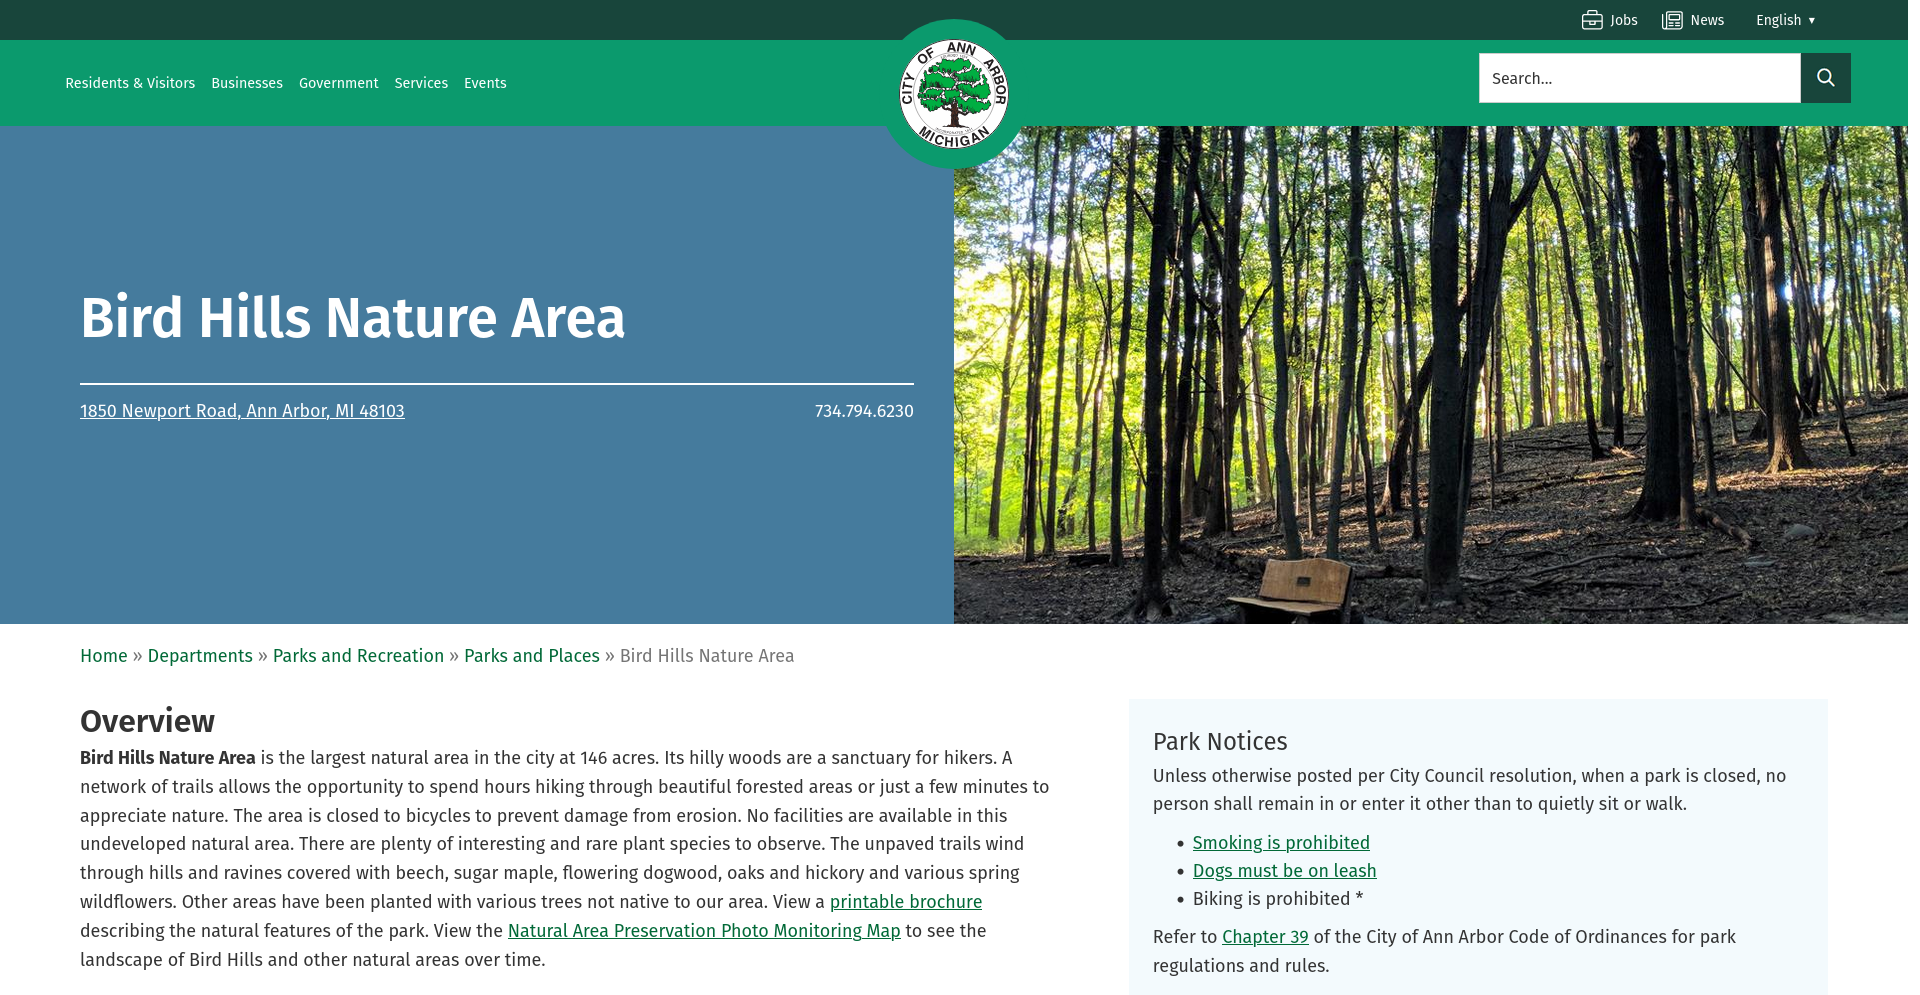 Jobs
News
English ▼
Residents & Visitors
Businesses
Government
Services
Events
CITY OF ANN ARBOR
MICHIGAN
Search...
Bird Hills Nature Area
1850 Newport Road, Ann Arbor, MI 48103
734.794.6230
Home » Departments » Parks and Recreation » Parks and Places » Bird Hills Nature Area
Overview
Bird Hills Nature Area is the largest natural area in the city at 146 acres. Its hilly woods are a sanctuary for hikers. A
network of trails allows the opportunity to spend hours hiking through beautiful forested areas or just a few minutes to
appreciate nature. The area is closed to bicycles to prevent damage from erosion. No facilities are available in this
undeveloped natural area. There are plenty of interesting and rare plant species to observe. The unpaved trails wind
through hills and ravines covered with beech, sugar maple, flowering dogwood, oaks and hickory and various spring
wildflowers. Other areas have been planted with various trees not native to our area. View a printable brochure
describing the natural features of the park. View the Natural Area Preservation Photo Monitoring Map to see the
landscape of Bird Hills and other natural areas over time.
Park Notices
Unless otherwise posted per City Council resolution, when a park is closed, no
person shall remain in or enter it other than to quietly sit or walk.
• Smoking is prohibited
• Dogs must be on leash
• Biking is prohibited *
Refer to Chapter 39 of the City of Ann Arbor Code of Ordinances for park
regulations and rules.